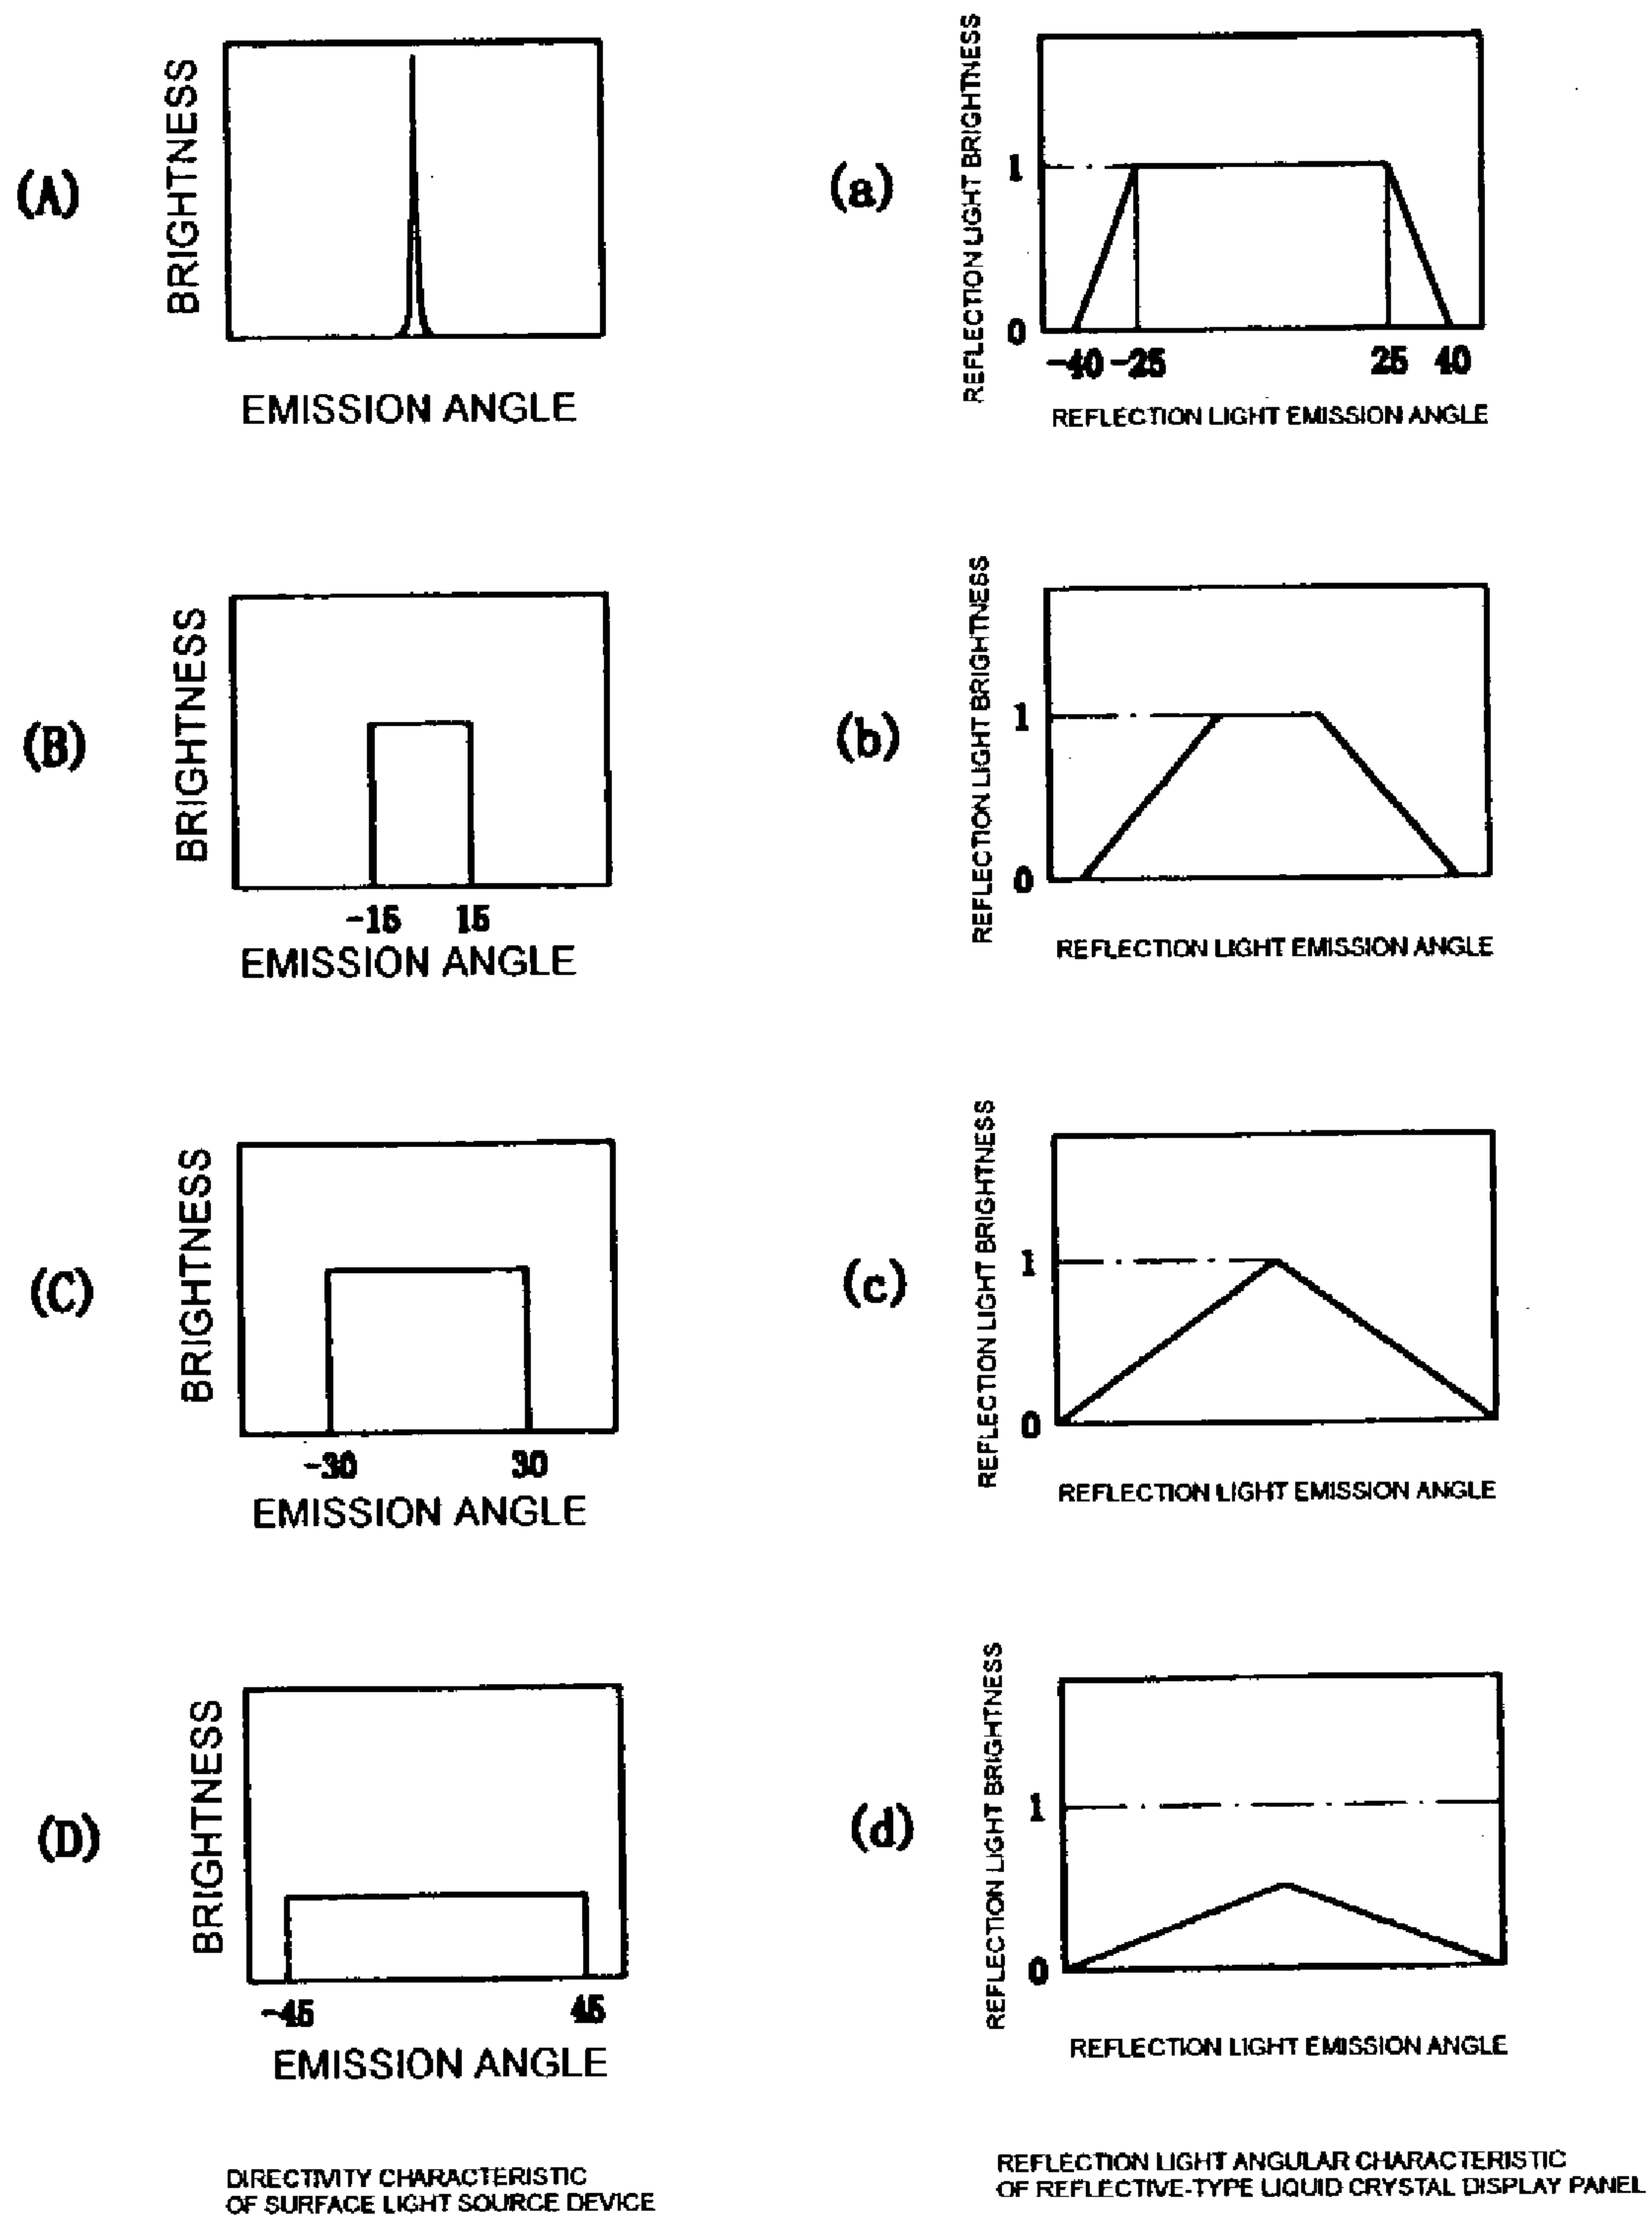 (A)
BRIGHTNESS
EMISSION ANGLE
(a)
REFLECTION LIGHT BRIGHTNESS
1
0
-40 -25 25 40
REFLECTION LIGHT EMISSION ANGLE
(B)
BRIGHTNESS
-15 15
EMISSION ANGLE
(b)
REFLECTION LIGHT BRIGHTNESS
1
0
REFLECTION LIGHT EMISSION ANGLE
(C)
BRIGHTNESS
-30 30
EMISSION ANGLE
(c)
REFLECTION LIGHT BRIGHTNESS
1
0
REFLECTION LIGHT EMISSION ANGLE
(D)
BRIGHTNESS
-45 45
EMISSION ANGLE
(d)
REFLECTION LIGHT BRIGHTNESS
1
0
REFLECTION LIGHT EMISSION ANGLE
DIRECTIVITY CHARACTERISTIC
OF SURFACE LIGHT SOURCE DEVICE
REFLECTION LIGHT ANGULAR CHARACTERISTIC
OF REFLECTIVE-TYPE LIQUID CRYSTAL DISPLAY PANEL